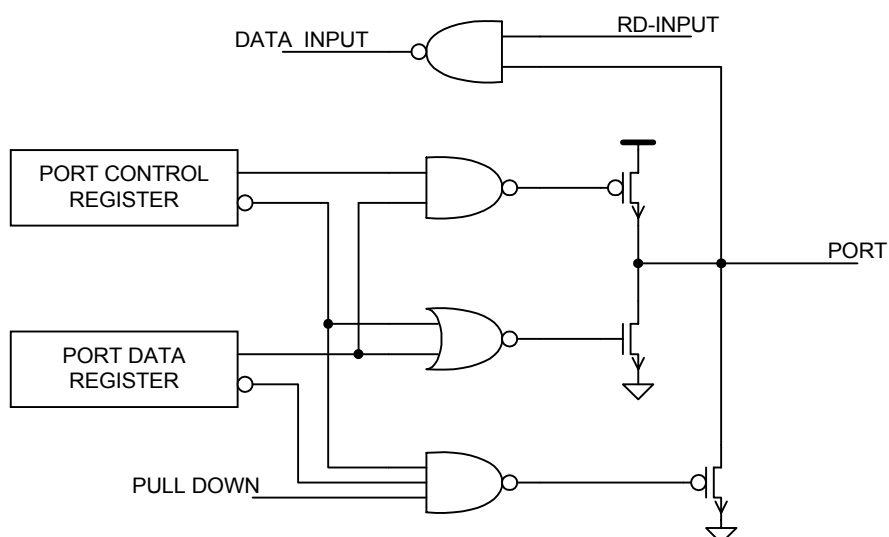 RD-INPUT
DATA INPUT
PORT CONTROL
REGISTER
PORT
PORT DATA
REGISTER
PULL DOWN